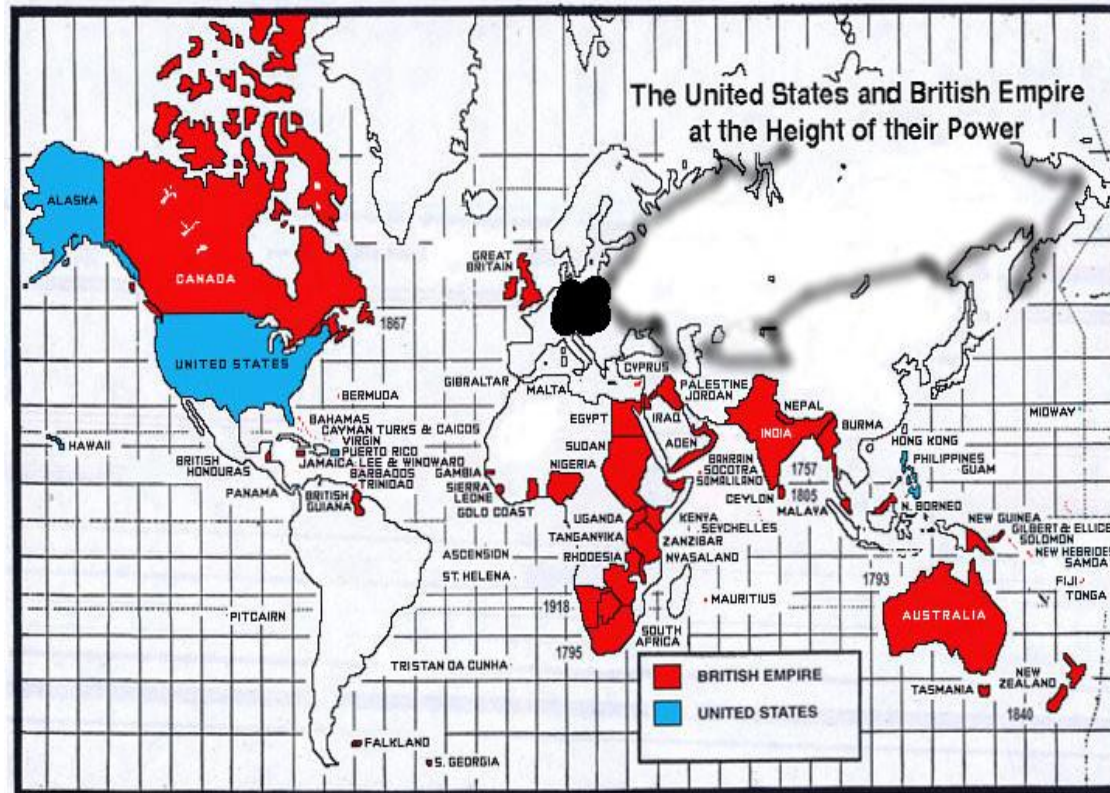 The United States and British Empire
at the Height of their Power
ALASKA
CANADA
GREAT
BRITAIN
1867
UNITED STATES
GIBRALTAR
MALTA
CYPRUS
PALESTINE
JORDAN
BERMUDA
BAHAMAS
CAYMAN TURKS & CAICOS
VIRGIN
PUERTO RICO
HAWAII
BRITISH
HONDURAS
JAMAICA
LEE & WINDWARD
BARBADOS
TRINIDAD
PANAMA
BRITISH
GUIANA
EGYPT
IRAQ
NEPAL
BURMA
MIDWAY
SUDAN
ADEN
INDIA
HONG KONG
PHILIPPINES
GUAM
NIGERIA
GAMBIA
SIERRA
LEONE
GOLD COAST
BAHRAIN
SOCOTRA
SOMALILAND
1757
1805
CEYLON
MALAYA
N. BORNEO
UGANDA
KENYA
SEYCHELLES
NEW GUINEA
GILBERT & ELLICE
SOLOMON
TANGANYIKA
ZANZIBAR
ASCENSION
RHODESIA
NYASALAND
NEW HEBRIDES
SAMOA
ST. HELENA
1793
FIJI
TONGA
1918
MAURITIUS
PITCAIRN
AUSTRALIA
SOUTH
AFRICA
1795
TRISTAN DA CUNHA
BRITISH EMPIRE
UNITED STATES
TASMANIA
NEW
ZEALAND
1840
FALKLAND
S. GEORGIA